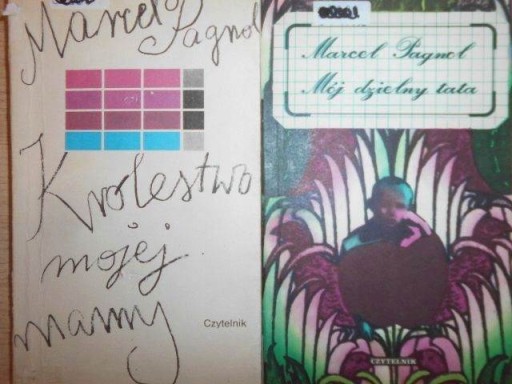 Marcel Pagnol
Królestwo
mojej
mamy
Czytelnik
Marcel Pagnol
Mój dzielny tata
CZYTELNIK